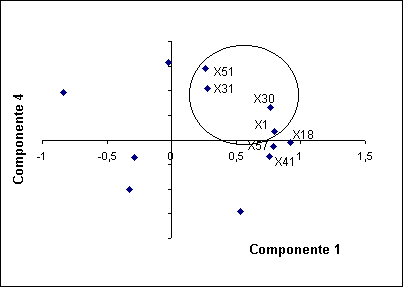 X51
X31
X30
X1
X18
X57
X41
-1 -0,5 0 0,5 1 1,5
Componente 4
Componente 1